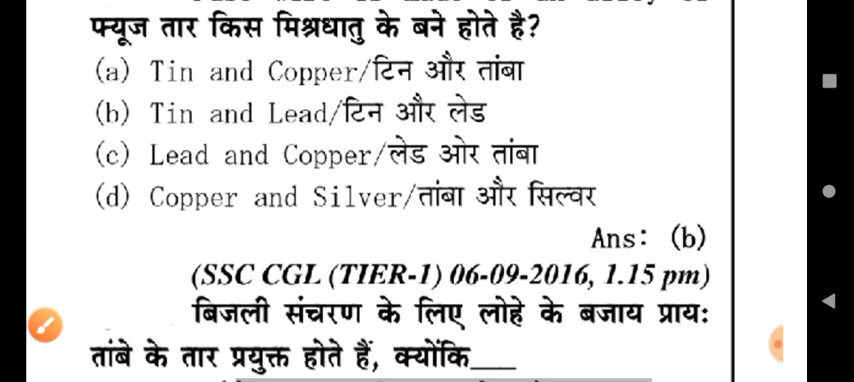 फ्यूज तार किस मिश्रधातु के बने होते है?
(a) Tin and Copper/टिन और तांबा
(b) Tin and Lead/टिन और लेड
(c) Lead and Copper/लेड ओर तांबा
(d) Copper and Silver/तांबा और सिल्वर
Ans: (b)
(SSC CGL (TIER-1) 06-09-2016, 1.15 pm)
बिजली संचरण के लिए लोहे के बजाय प्रायः
तांबे के तार प्रयुक्त होते हैं, क्योंकि___